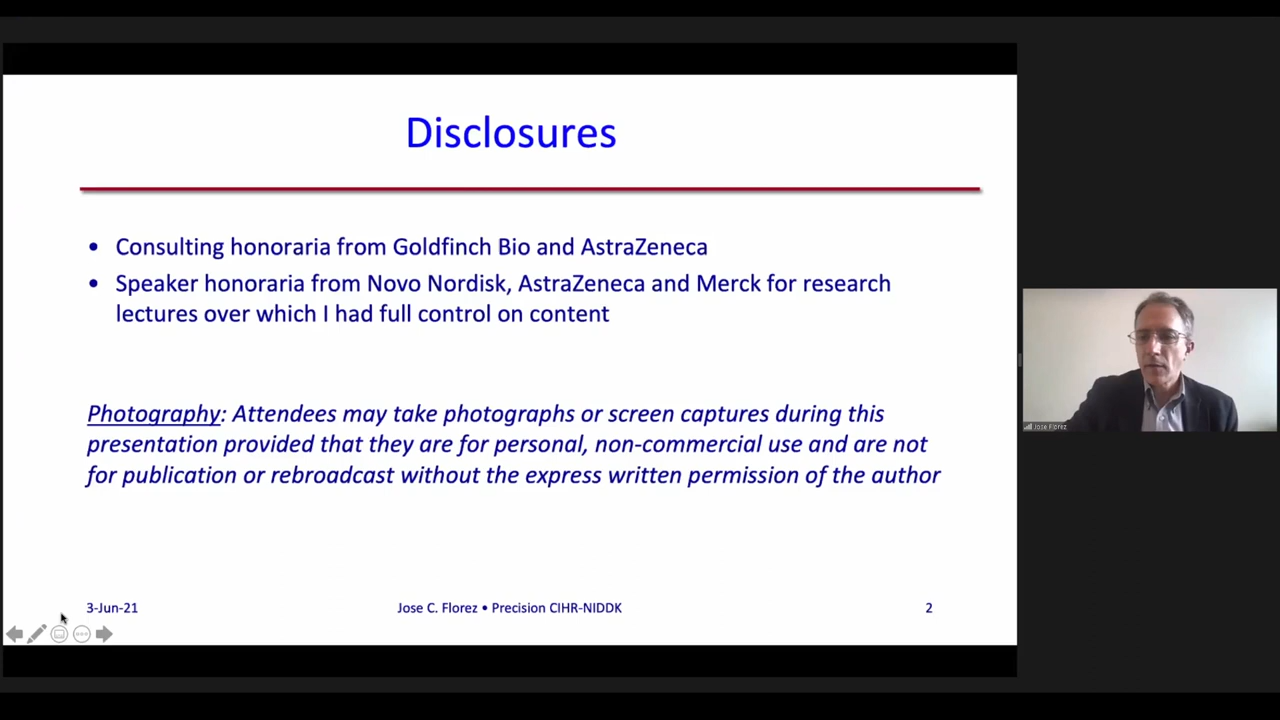 Disclosures
• Consulting honoraria from Goldfinch Bio and AstraZeneca
• Speaker honoraria from Novo Nordisk, AstraZeneca and Merck for research
lectures over which I had full control on content
Photography: Attendees may take photographs or screen captures during this
presentation provided that they are for personal, non-commercial use and are not
for publication or rebroadcast without the express written permission of the author
3-Jun-21
Jose C. Florez • Precision CIHR-NIDDK
2
Jose Florez